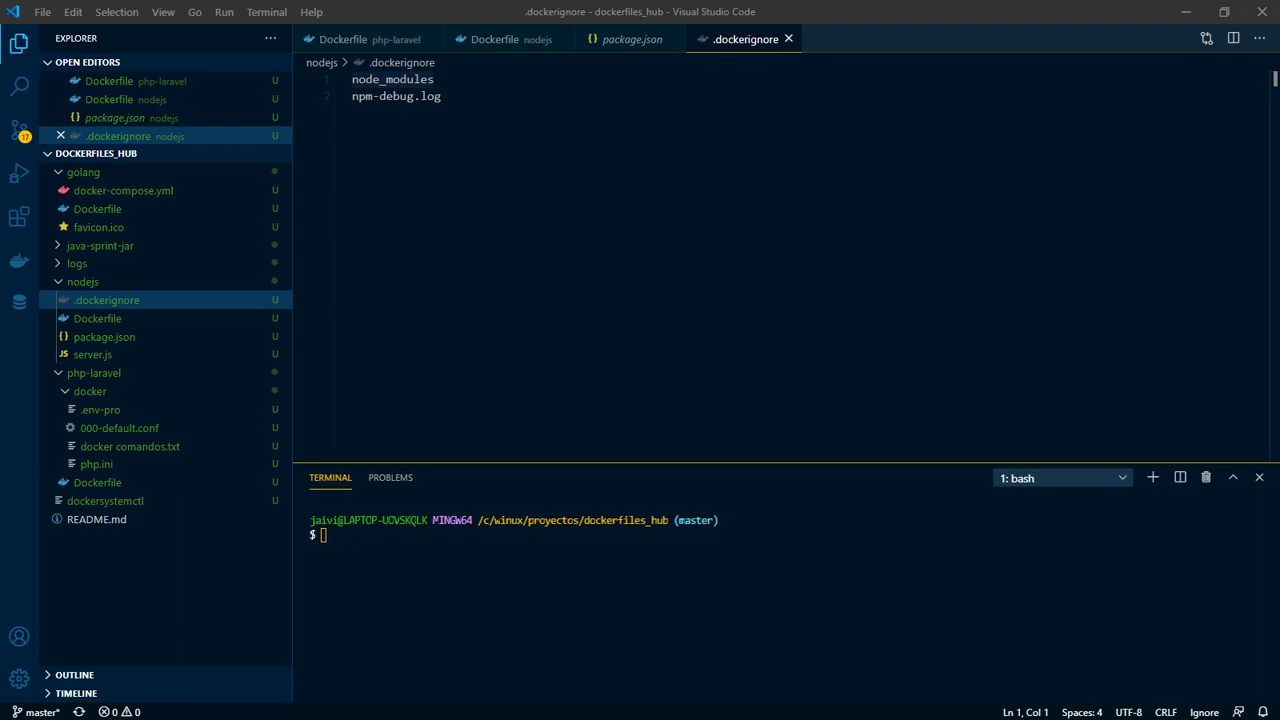 File Edit Selection View Go Run Terminal Help .dockerignore - dockerfiles_hub - Visual Studio Code
EXPLORER
OPEN EDITORS
Dockerfile php-laravel U
Dockerfile nodejs U
package.json nodejs U
.dockerignore nodejs U
DOCKERFILES_HUB
golang
docker-compose.yml U
Dockerfile U
favicon.ico U
java-sprint-jar
logs
nodejs
.dockerignore U
Dockerfile U
package.json U
server.js U
php-laravel
docker
.env-pro U
000-default.conf U
docker comandos.txt U
php.ini U
Dockerfile U
dockersystemctl U
README.md U
OUTLINE
TIMELINE
17
Dockerfile php-laravel Dockerfile nodejs package.json .dockerignore
nodejs > .dockerignore
1 node_modules
2 npm-debug.log
TERMINAL PROBLEMS 1: bash
jaivi@LAPTOP-UOVSKQLK MINGW64 /c/winux/proyectos/dockerfiles_hub (master)
$
master* 0 0 Ln 1, Col 1 Spaces: 4 UTF-8 CRLF Ignore